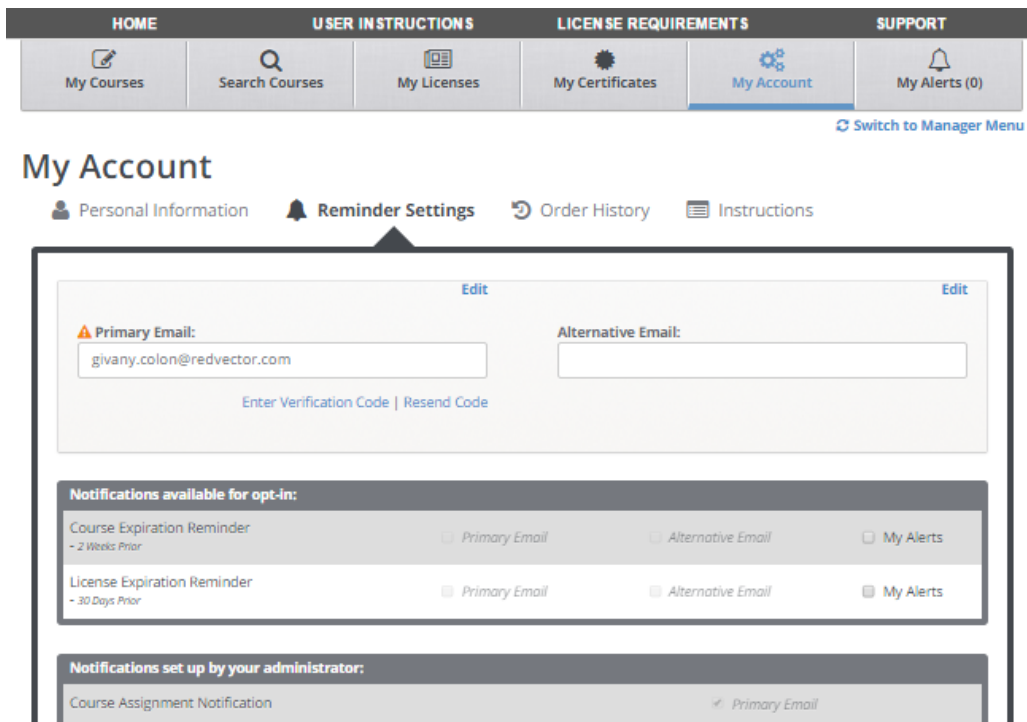 HOME USER INSTRUCTIONS LICENSE REQUIREMENTS SUPPORT
My Courses Search Courses My Licenses My Certificates My Account My Alerts (0)
Switch to Manager Menu
My Account
Personal Information Reminder Settings Order History Instructions
Edit Edit
Primary Email: Alternative Email:
givany.colon@redvector.com
Enter Verification Code | Resend Code
Notifications available for opt-in:
Course Expiration Reminder
- 2 Weeks Prior Primary Email Alternative Email My Alerts
License Expiration Reminder
- 30 Days Prior Primary Email Alternative Email My Alerts
Notifications set up by your administrator:
Course Assignment Notification Primary Email